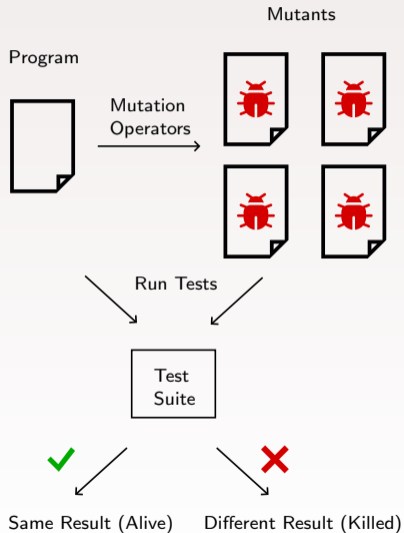 Mutants
Program
Mutation
Operators
Run Tests
Test
Suite
Same Result (Alive)
Different Result (Killed)